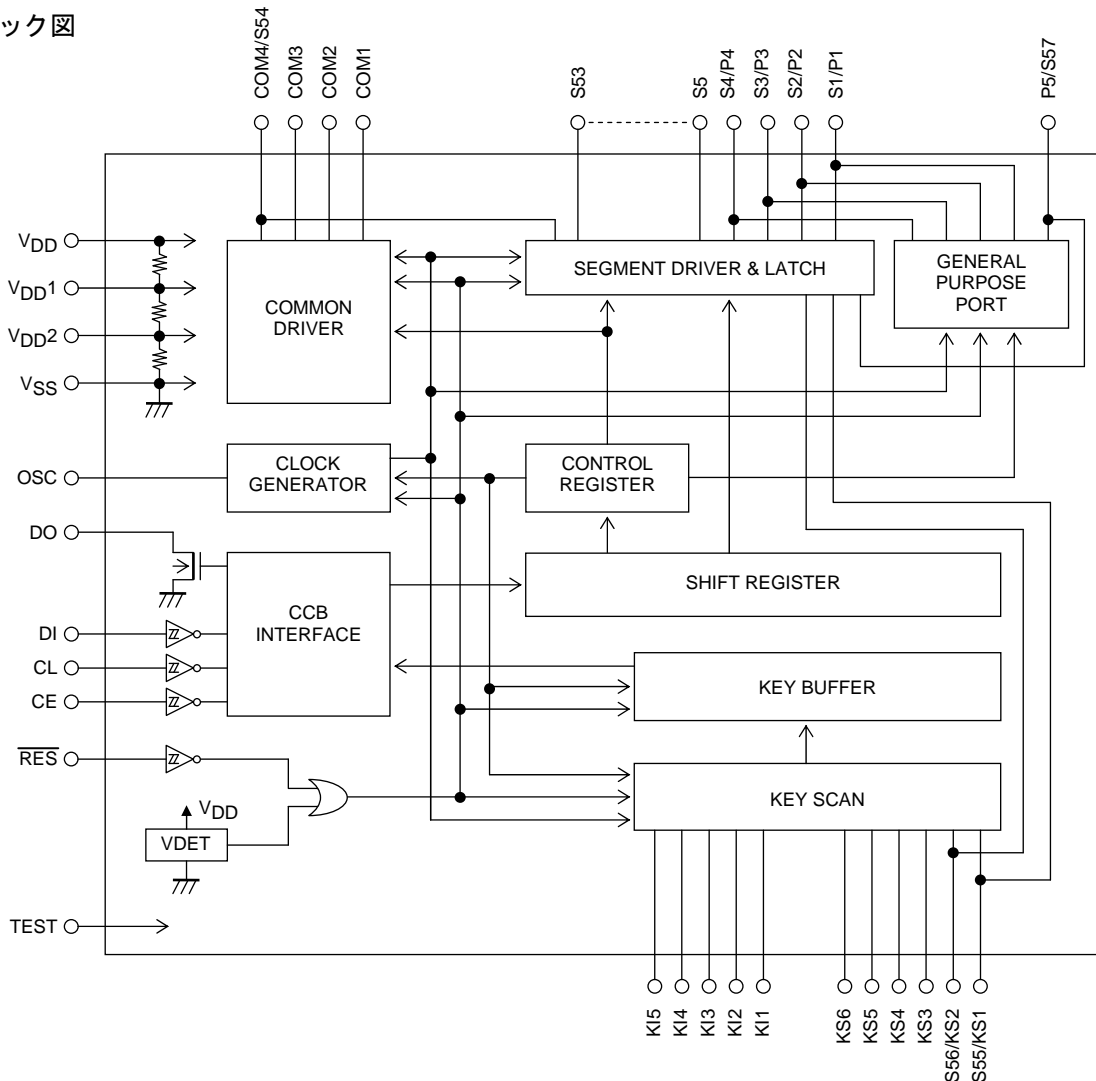 ック図
COM4/S54
COM3
COM2
COM1
S53
S5
S4/P4
S3/P3
S2/P2
S1/P1
P5/S57
VDD
VDD1
VDD2
VSS
COMMON
DRIVER
SEGMENT DRIVER & LATCH
GENERAL
PURPOSE
PORT
OSC
CLOCK
GENERATOR
CONTROL
REGISTER
DO
DI
CL
CE
CCB
INTERFACE
SHIFT REGISTER
KEY BUFFER
RES
KEY SCAN
VDD
VDET
TEST
KI5
KI4
KI3
KI2
KI1
KS6
KS5
KS4
KS3
S56/KS2
S55/KS1